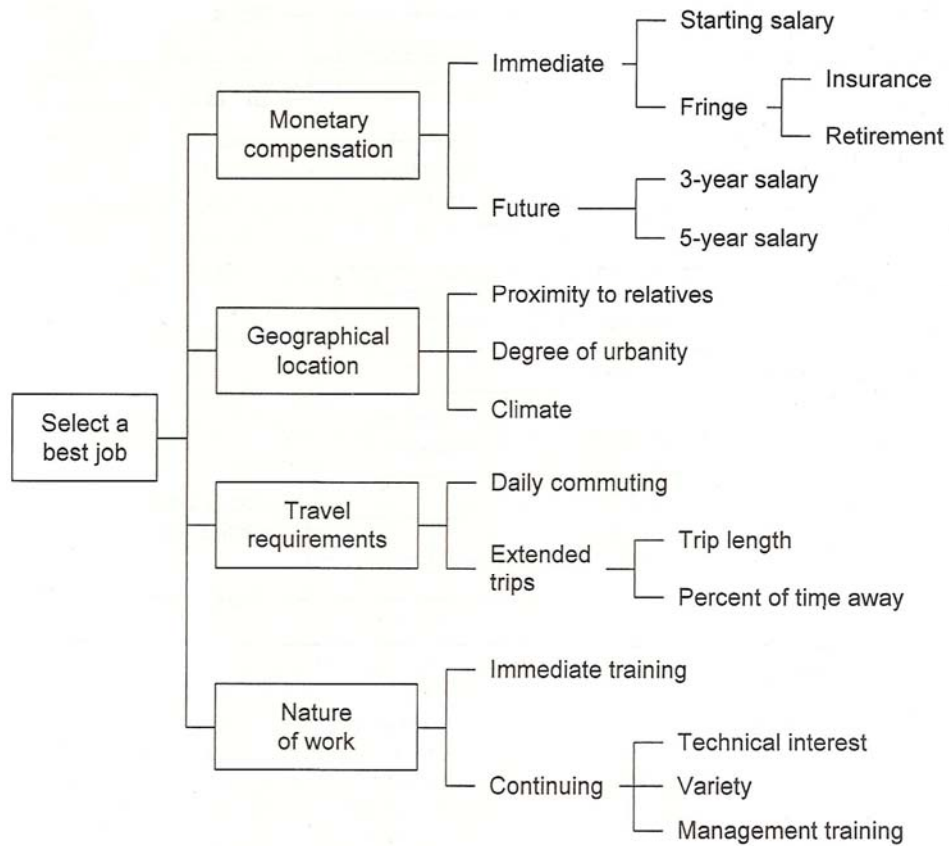 Starting salary
Immediate
Insurance
Fringe
Monetary
compensation
Retirement
3-year salary
Future
5-year salary
Proximity to relatives
Geographical
location
Degree of urbanity
Climate
Select a
best job
Daily commuting
Travel
requirements
Trip length
Extended
trips
Percent of time away
Immediate training
Nature
of work
Technical interest
Continuing
Variety
Management training